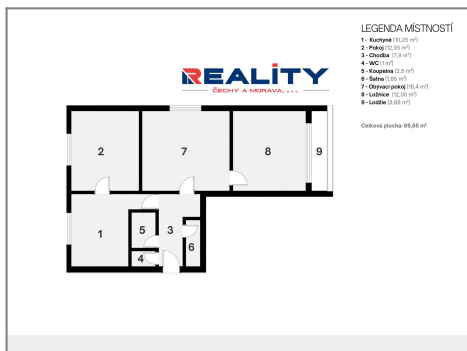 LEGENDA MÍSTNOSTÍ
1 - Kuchyně (10,25 m²)
2 - Pokoj (12,05 m²)
3 - Chodba (7,8 m²)
4 - WC (1 m²)
5 - Koupelna (2,5 m²)
6 - Šatna (1,55 m²)
7 - Obývací pokoj (18,4 m²)
8 - Ložnice (12,05 m²)
9 - Lodžie (3,65 m²)
Celková plocha: 69,55 m²
REALITY
ČECHY A MORAVA, s.r.o.
2
7
8
9
1
5
3
6
4